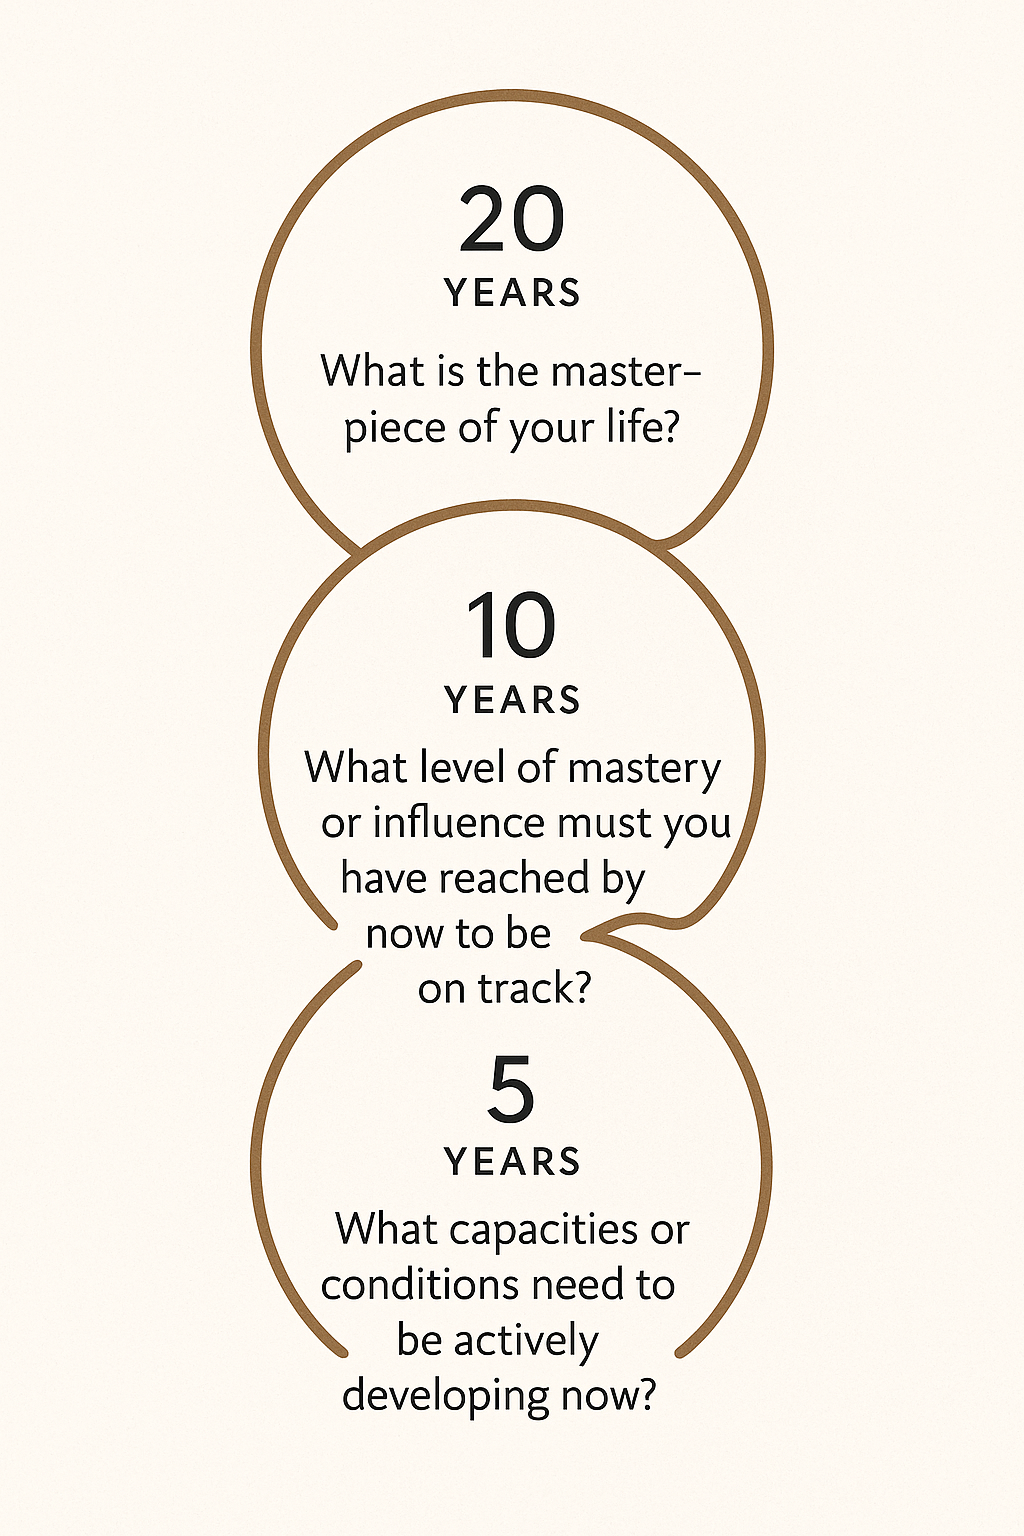 20
YEARS
What is the master–
piece of your life?
10
YEARS
What level of mastery
or influence must you
have reached by
now to be
on track?
5
YEARS
What capacities or
conditions need to
be actively
developing now?